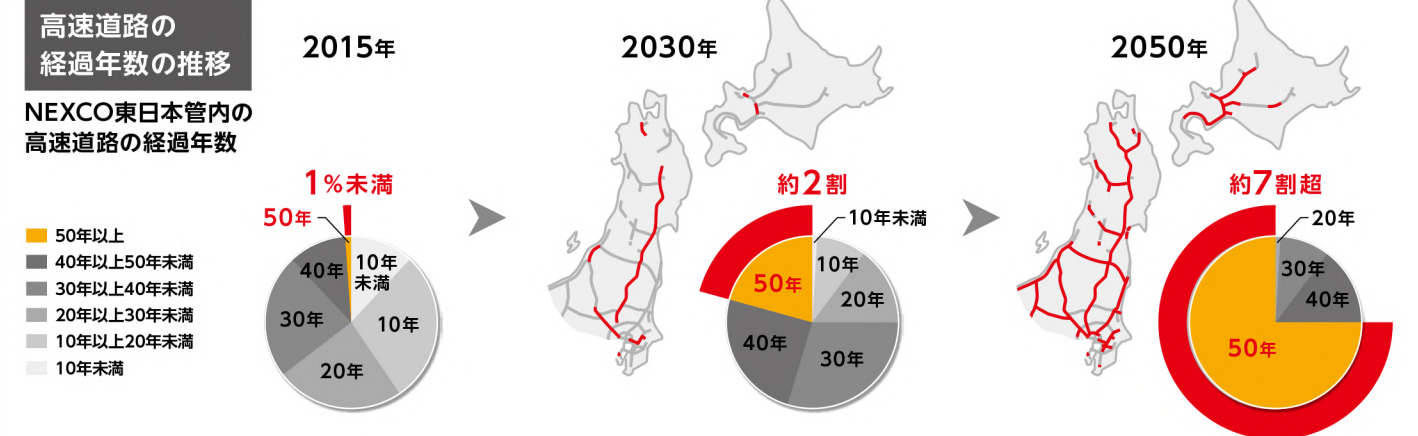 高速道路の
経過年数の推移
NEXCO東日本管内の
高速道路の経過年数
50年以上
40年以上50年未満
30年以上40年未満
20年以上30年未満
10年以上20年未満
10年未満
2015年
1%未満
50年
40年
10年
未満
30年
10年
20年
2030年
約2割
10年未満
10年
50年
20年
40年
30年
2050年
約7割超
20年
30年
40年
50年